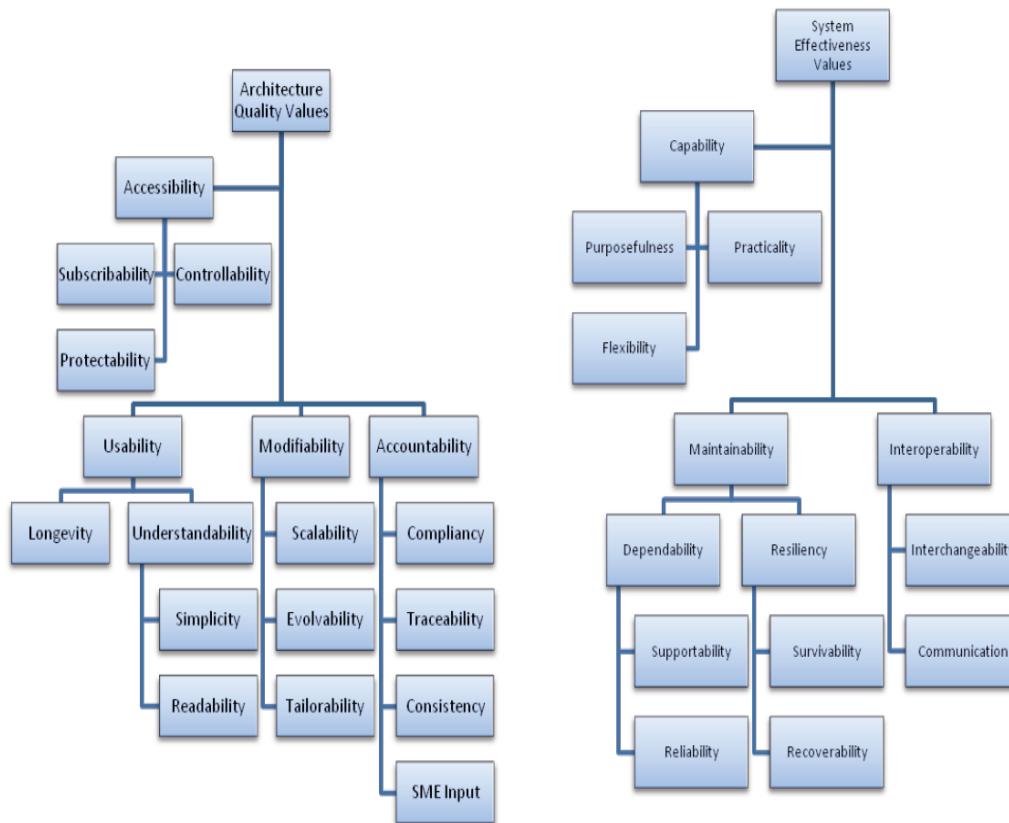 Architecture
Quality Values
Accessibility
Subscribability
Controllability
Protectability
Usability
Modifiability
Accountability
Longevity
Understandability
Scalability
Compliancy
Simplicity
Evolvability
Traceability
Readability
Tailorability
Consistency
SME Input
System
Effectiveness
Values
Capability
Purposefulness
Practicality
Flexibility
Maintainability
Interoperability
Dependability
Resiliency
Interchangeability
Supportability
Survivability
Communication
Reliability
Recoverability